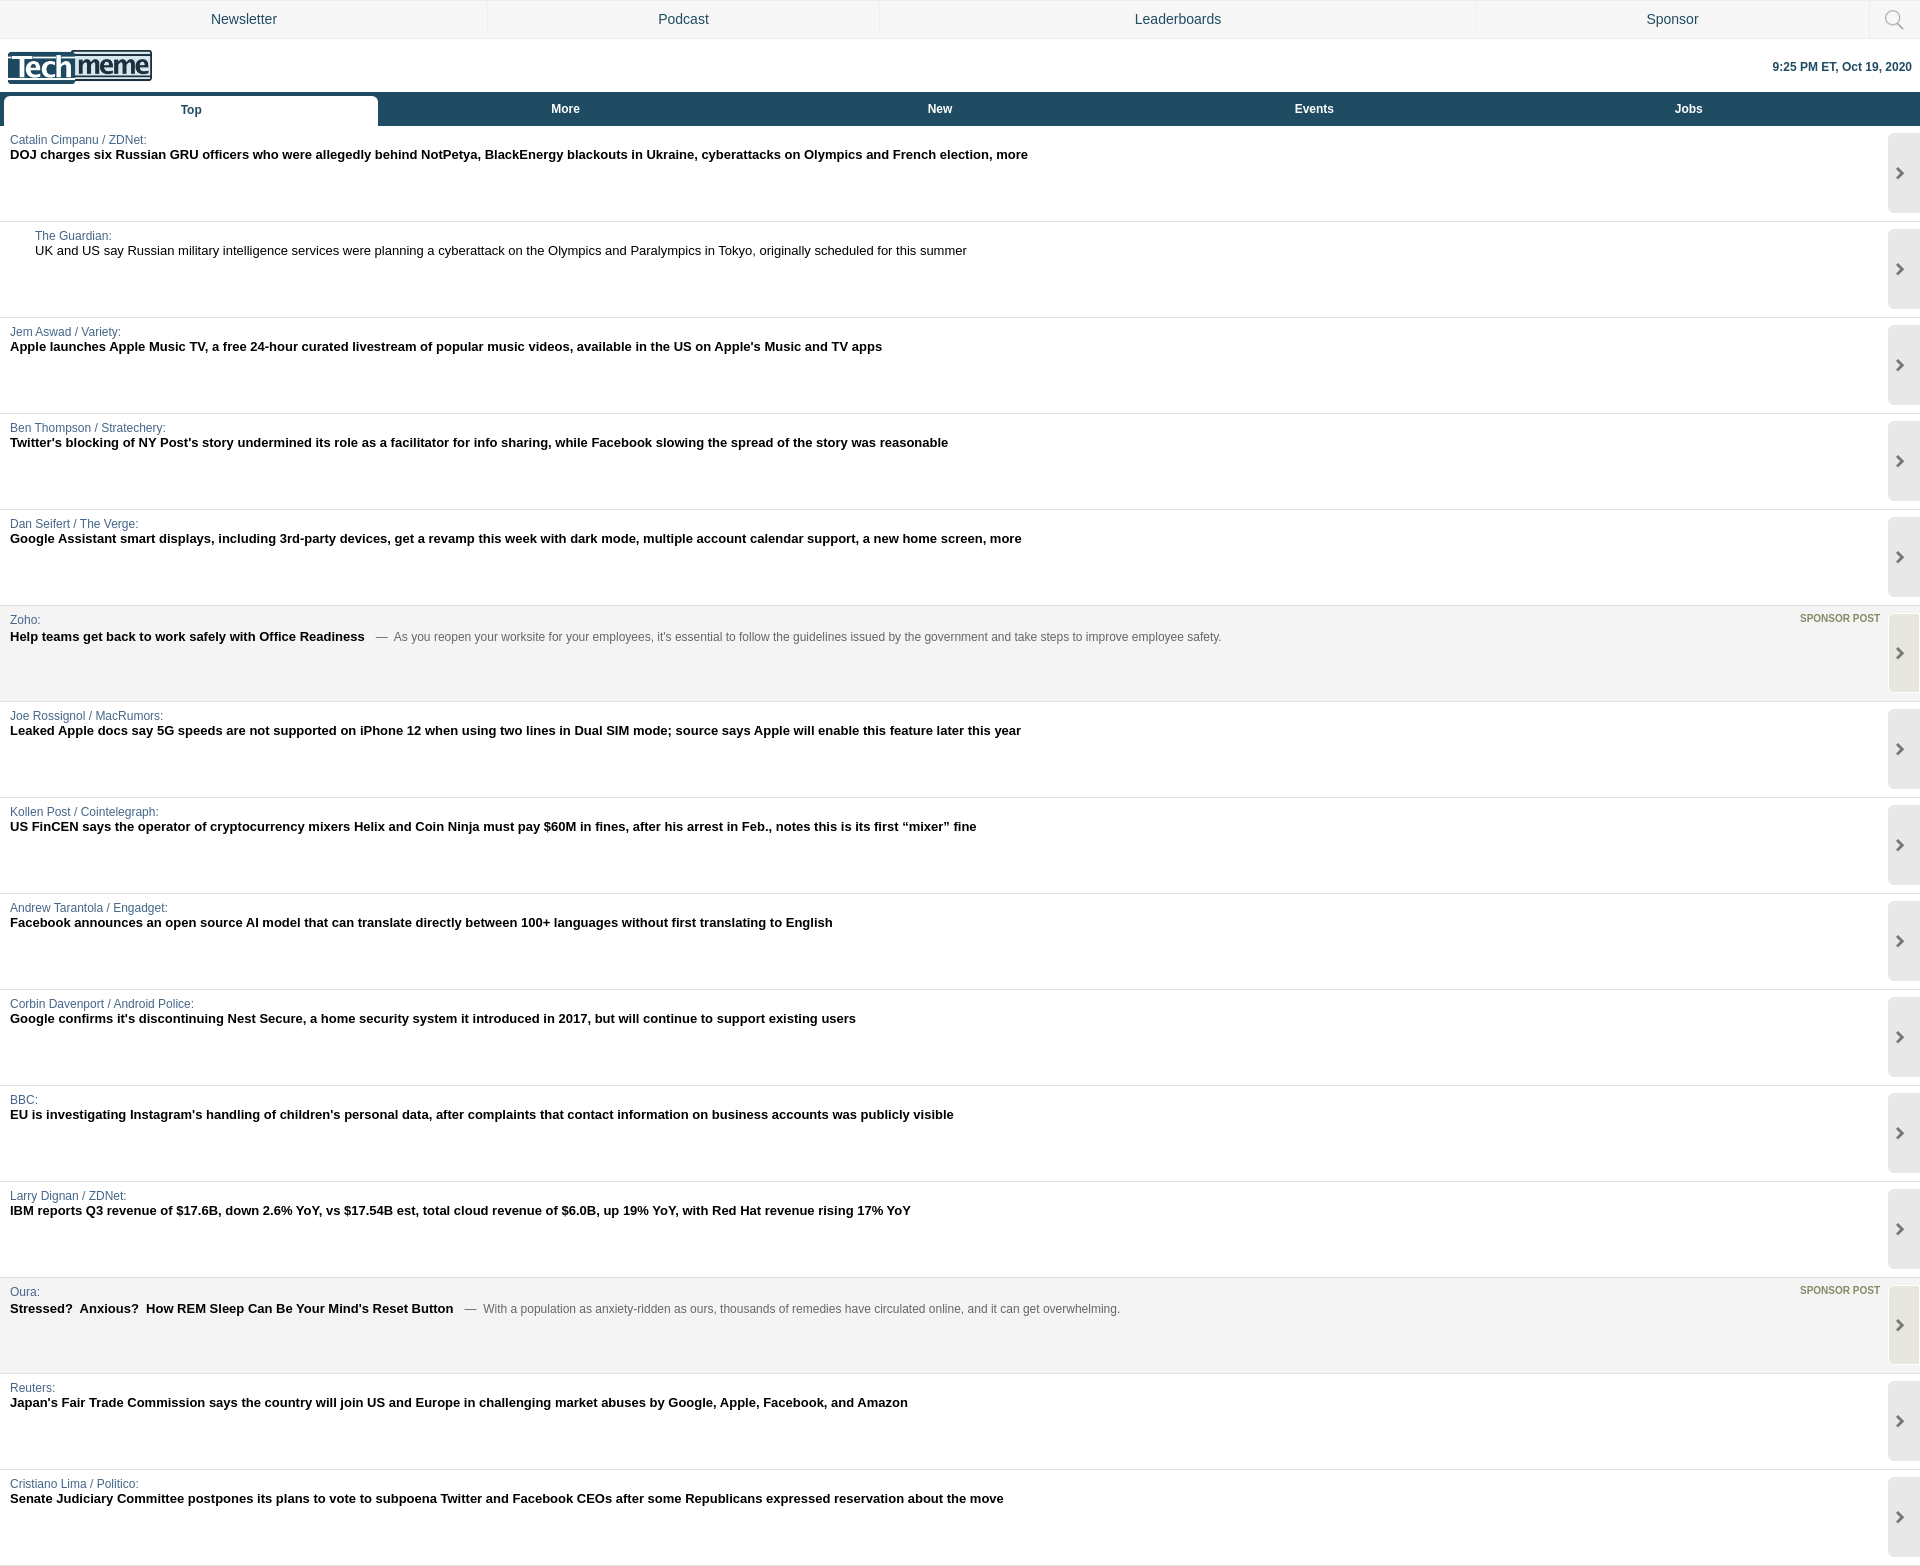 Newsletter
Podcast
Leaderboards
Sponsor
Techmeme
9:25 PM ET, Oct 19, 2020
Top
More
New
Events
Jobs
Catalin Cimpanu / ZDNet:
DOJ charges six Russian GRU officers who were allegedly behind NotPetya, BlackEnergy blackouts in Ukraine, cyberattacks on Olympics and French election, more
The Guardian:
UK and US say Russian military intelligence services were planning a cyberattack on the Olympics and Paralympics in Tokyo, originally scheduled for this summer
Jem Aswad / Variety:
Apple launches Apple Music TV, a free 24-hour curated livestream of popular music videos, available in the US on Apple's Music and TV apps
Ben Thompson / Stratechery:
Twitter's blocking of NY Post's story undermined its role as a facilitator for info sharing, while Facebook slowing the spread of the story was reasonable
Dan Seifert / The Verge:
Google Assistant smart displays, including 3rd-party devices, get a revamp this week with dark mode, multiple account calendar support, a new home screen, more
Zoho:
SPONSOR POST
Help teams get back to work safely with Office Readiness — As you reopen your worksite for your employees, it's essential to follow the guidelines issued by the government and take steps to improve employee safety.
Joe Rossignol / MacRumors:
Leaked Apple docs say 5G speeds are not supported on iPhone 12 when using two lines in Dual SIM mode; source says Apple will enable this feature later this year
Kollen Post / Cointelegraph:
US FinCEN says the operator of cryptocurrency mixers Helix and Coin Ninja must pay $60M in fines, after his arrest in Feb., notes this is its first “mixer” fine
Andrew Tarantola / Engadget:
Facebook announces an open source AI model that can translate directly between 100+ languages without first translating to English
Corbin Davenport / Android Police:
Google confirms it's discontinuing Nest Secure, a home security system it introduced in 2017, but will continue to support existing users
BBC:
EU is investigating Instagram's handling of children's personal data, after complaints that contact information on business accounts was publicly visible
Larry Dignan / ZDNet:
IBM reports Q3 revenue of $17.6B, down 2.6% YoY, vs $17.54B est, total cloud revenue of $6.0B, up 19% YoY, with Red Hat revenue rising 17% YoY
Oura:
SPONSOR POST
Stressed? Anxious? How REM Sleep Can Be Your Mind's Reset Button — With a population as anxiety-ridden as ours, thousands of remedies have circulated online, and it can get overwhelming.
Reuters:
Japan's Fair Trade Commission says the country will join US and Europe in challenging market abuses by Google, Apple, Facebook, and Amazon
Cristiano Lima / Politico:
Senate Judiciary Committee postpones its plans to vote to subpoena Twitter and Facebook CEOs after some Republicans expressed reservation about the move